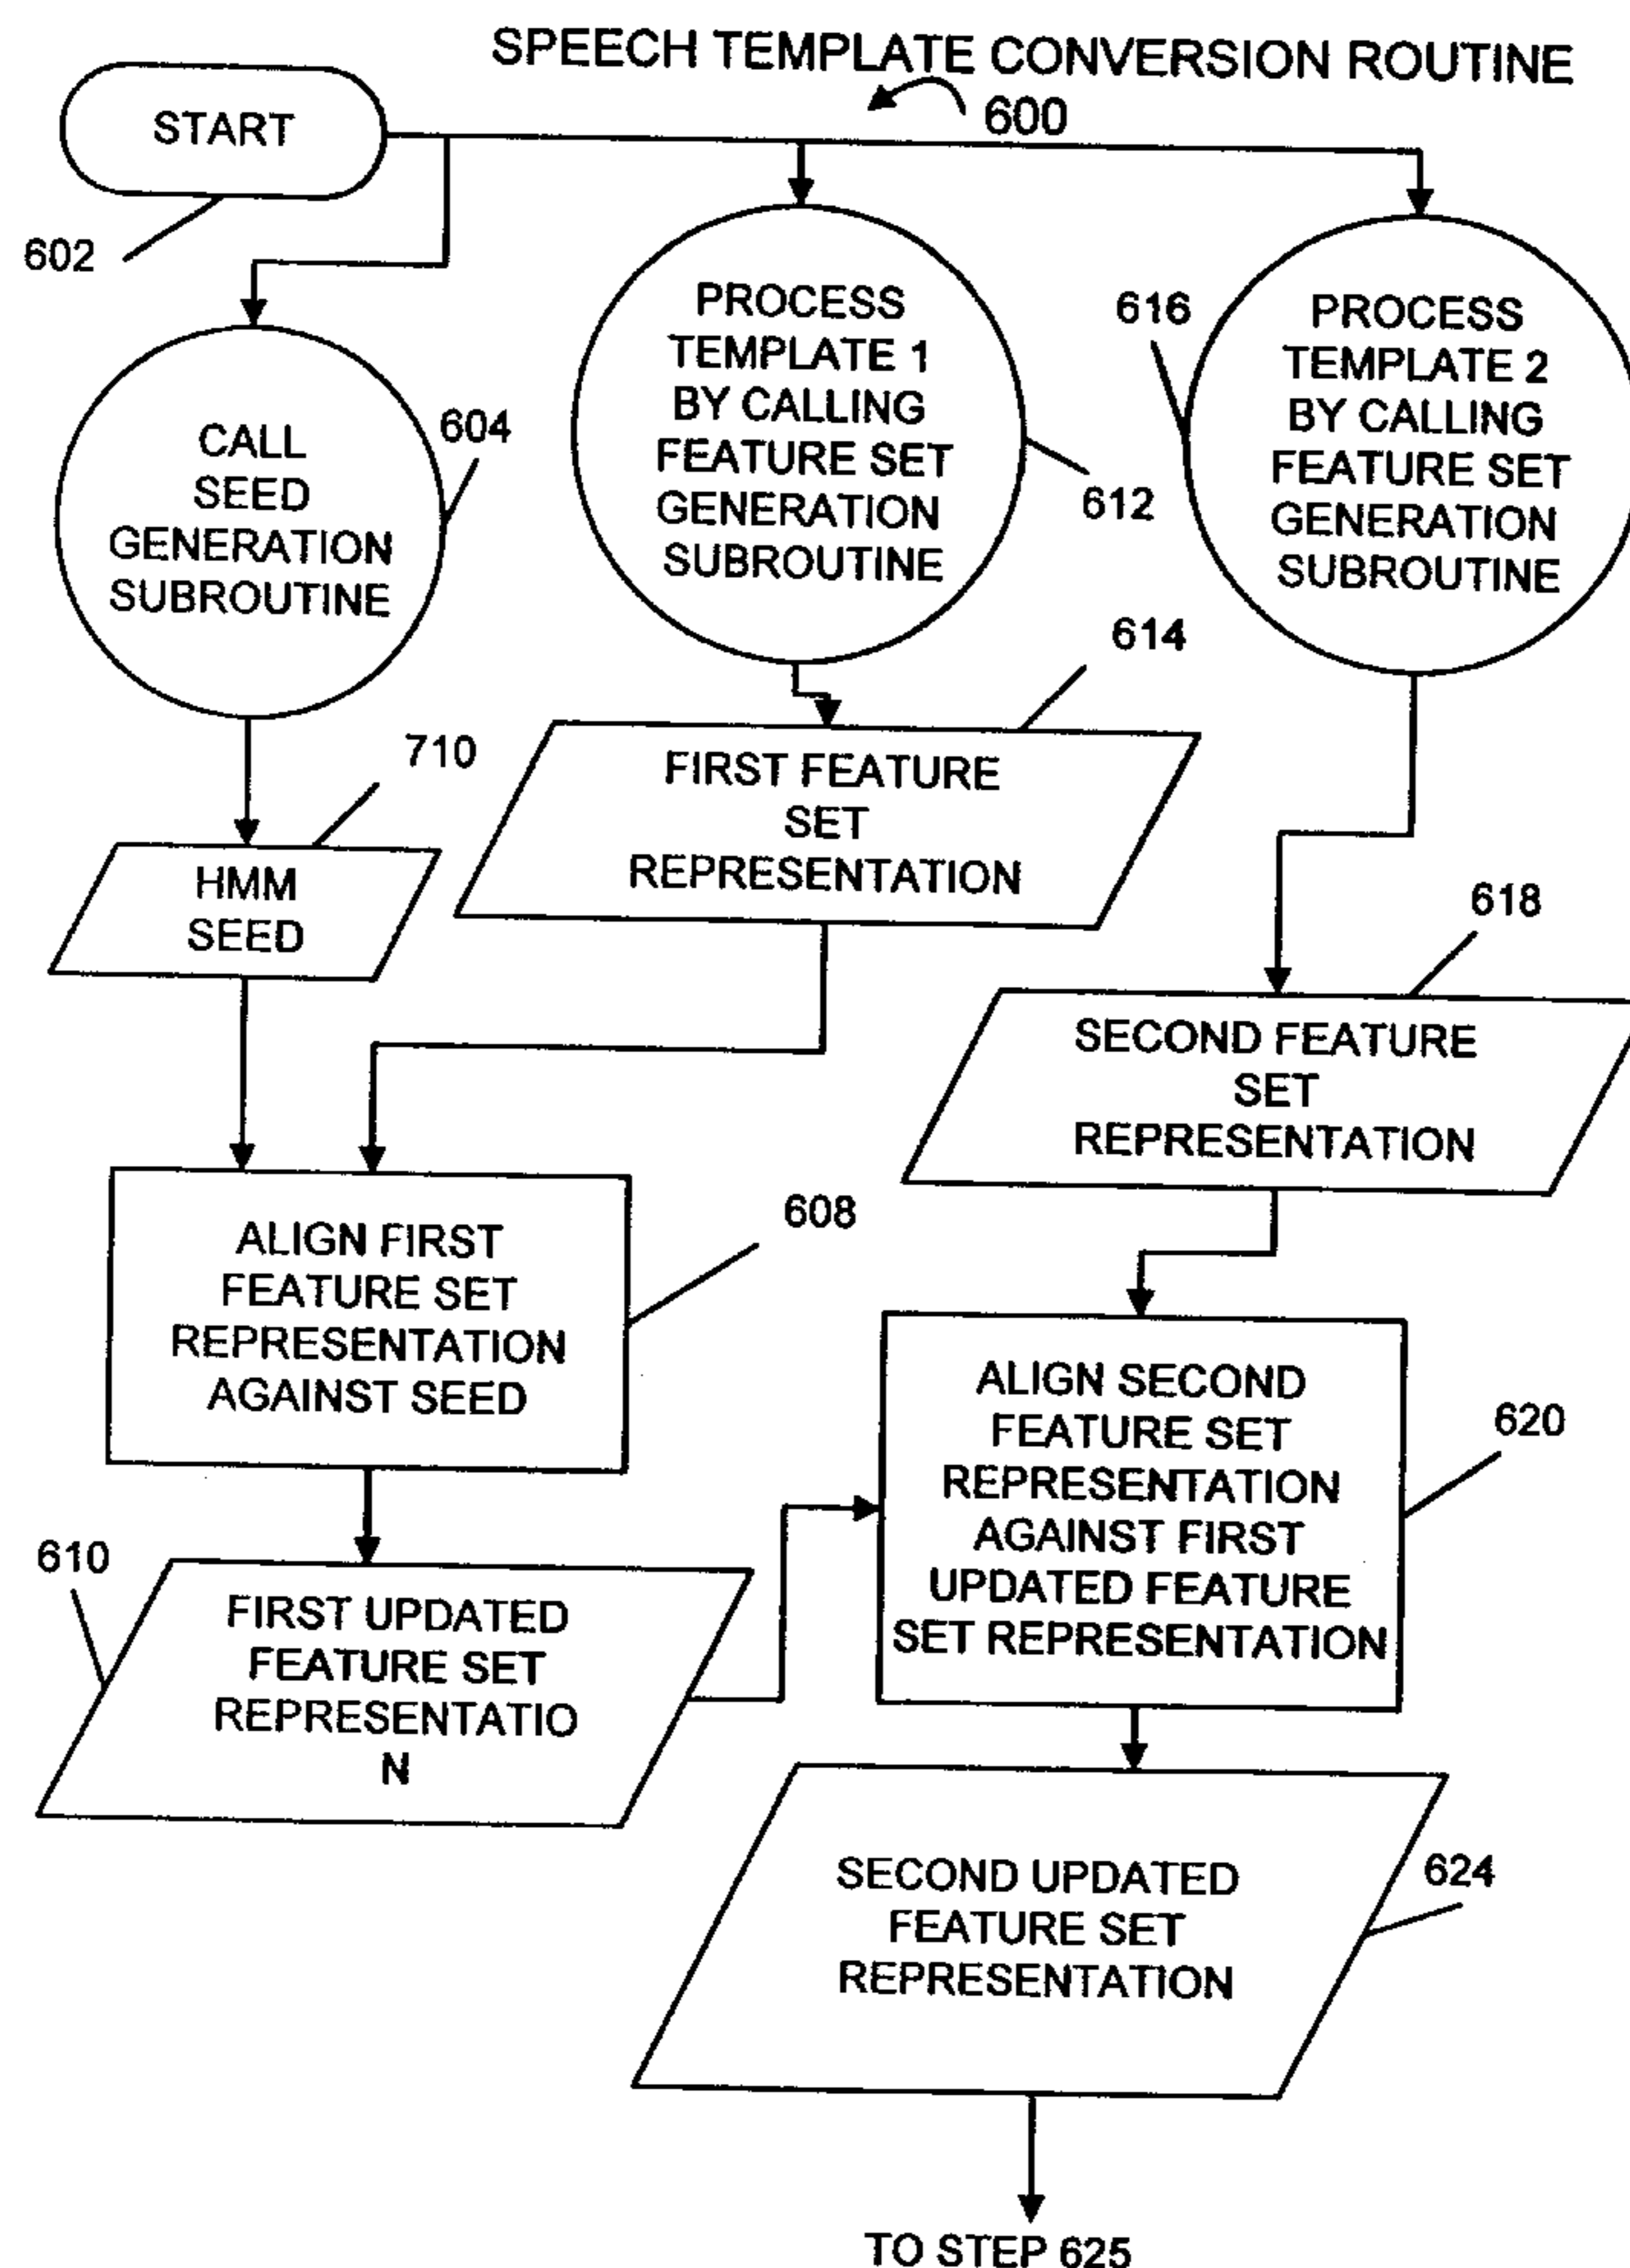 SPEECH TEMPLATE CONVERSION ROUTINE
600
START
602
CALL
SEED
GENERATION
SUBROUTINE
604
PROCESS
TEMPLATE 1
BY CALLING
FEATURE SET
GENERATION
SUBROUTINE
612
616
PROCESS
TEMPLATE 2
BY CALLING
FEATURE SET
GENERATION
SUBROUTINE
614
710
FIRST FEATURE
SET
REPRESENTATION
HMM
SEED
618
SECOND FEATURE
SET
REPRESENTATION
608
ALIGN FIRST
FEATURE SET
REPRESENTATION
AGAINST SEED
620
ALIGN SECOND
FEATURE SET
REPRESENTATION
AGAINST FIRST
UPDATED FEATURE
SET REPRESENTATION
610
FIRST UPDATED
FEATURE SET
REPRESENTATIO
N
624
SECOND UPDATED
FEATURE SET
REPRESENTATION
TO STEP 625